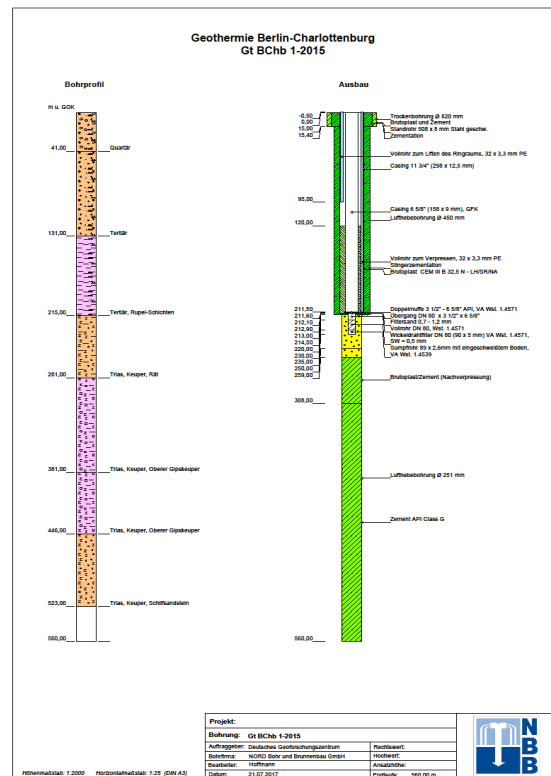 Geothermie Berlin-Charlottenburg
Gt BChb 1-2015
Bohrprofil
Ausbau
m u. GOK
41,00
Quartär
131,00
Tertiär
215,00
Tertiär, Rupel-Schichten
281,00
Trias, Keuper, Rät
381,00
Trias, Keuper, Oberer Gipskeuper
446,00
Trias, Keuper, Oberer Gipskeuper
523,00
Trias, Keuper, Schilfsandstein
560,00
-0,50
0,00
15,00
15,40
95,00
120,00
211,50
211,60
212,10
212,90
213,00
214,50
220,00
230,00
235,00
250,00
259,00
308,00
560,00
Trockenbohrung Ø 620 mm
Brutoplast und Zement
Standrohr 508 x 8 mm Stahl geschw.
Zementation
Vollrohr zum Liften des Ringraums, 32 x 3,3 mm PE
Casing 11 3/4" (298 x 12,5 mm)
Casing 6 5/8" (158 x 9 mm), GFK
Lufthebebohrung Ø 450 mm
Vollrohr zum Verpressen, 32 x 3,3 mm PE
Stingerzementation
Brutoplast CEM III B 32,5 N - LH/SR/NA
Doppelmuffe 3 1/2" - 6 5/8" API, VA Wst. 1.4571
Übergang DN 80 x 3 1/2" x 6 5/8"
Filtersand 0,7 - 1,2 mm
Vollrohr DN 80, Wst. 1.4571
Wickeldrahtfilter DN 80 (90 x 5 mm) VA Wst. 1.4571,
SW = 0,5 mm
Sumpfrohr 89 x 2,6mm mit eingeschweißtem Boden,
VA Wst. 1.4539
Brutoplast/Zement (Nachverpressung)
Lufthebebohrung Ø 251 mm
Zement API Class G
Höhenmaßstab: 1:2000 Horizontalmaßstab: 1:25 (DIN A3)
Projekt:
Bohrung: Gt BChb 1-2015
Auftraggeber: Deutsches Geoforschungszentrum
Rechtswert:
Bohrfirma: NORD Bohr und Brunnenbau GmbH
Hochwert:
Bearbeiter: Hoffmann
Ansatzhöhe:
Datum: 21.07.2017
Endteufe: 560,00 m
NBB